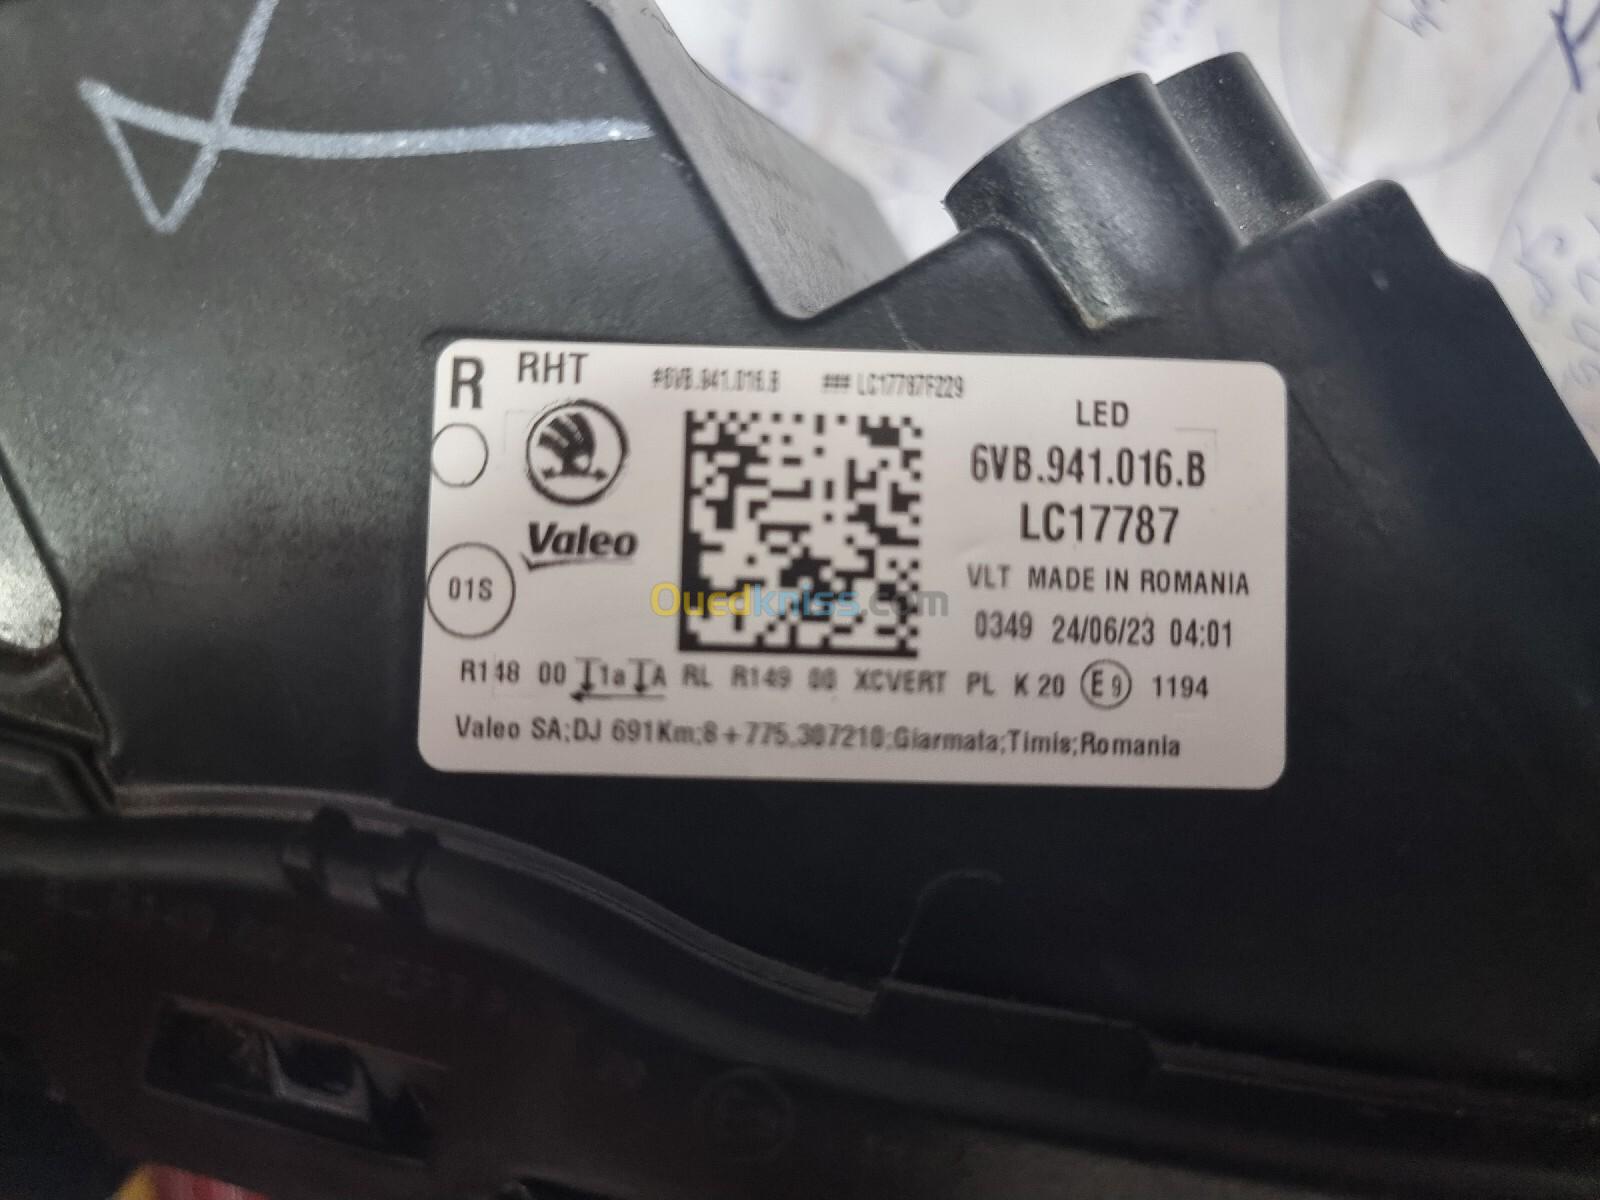 R RHT #6VB.941.016.B ### LC17787F229
LED
6VB.941.016.B
LC17787
Valeo
VLT MADE IN ROMANIA
01S
0349 24/06/23 04:01
Ouedkniss.com
R148 00 1a A RL R149 00 XCVERT PL K 20 E9 1194
Valeo SA;DJ 691Km;8+775.307210;Giarmata;Timis;Romania